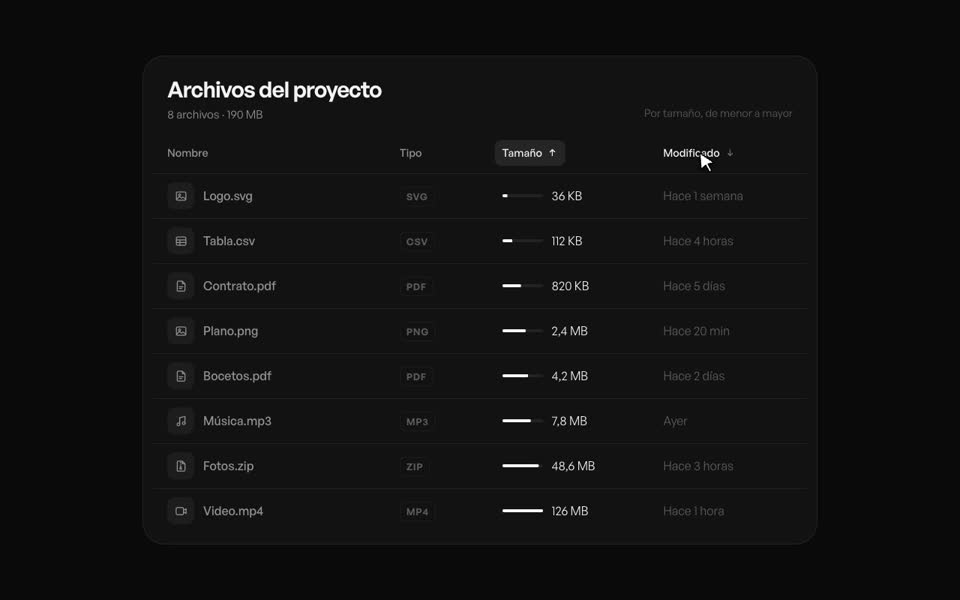 Archivos del proyecto
8 archivos · 190 MB
Por tamaño, de menor a mayor
Nombre Tipo Tamaño ↑ Modificado ↓
Logo.svg SVG 36 KB Hace 1 semana
Tabla.csv CSV 112 KB Hace 4 horas
Contrato.pdf PDF 820 KB Hace 5 días
Plano.png PNG 2,4 MB Hace 20 min
Bocetos.pdf PDF 4,2 MB Hace 2 días
Música.mp3 MP3 7,8 MB Ayer
Fotos.zip ZIP 48,6 MB Hace 3 horas
Video.mp4 MP4 126 MB Hace 1 hora